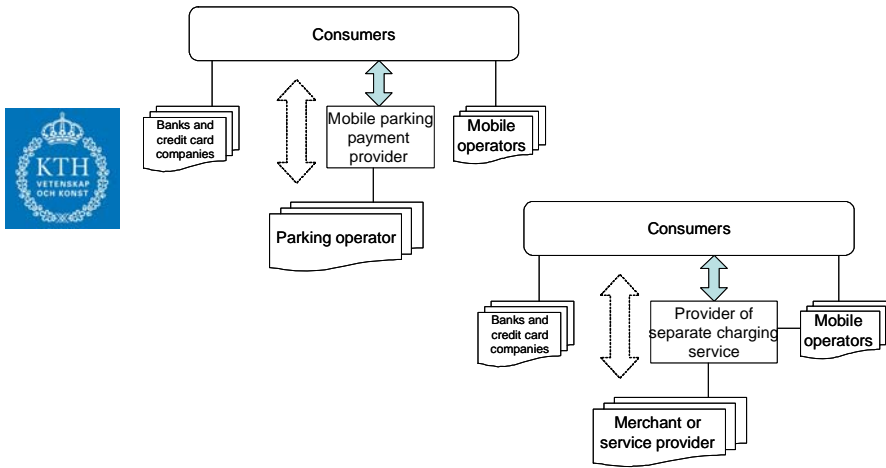 Consumers
Banks and
credit card
companies
Mobile parking
payment
provider
Mobile
operators
KTH
VETENSKAP
OCH KONST
Parking operator
Consumers
Banks and
credit card
companies
Provider of
separate charging
service
Mobile
operators
Merchant or
service provider